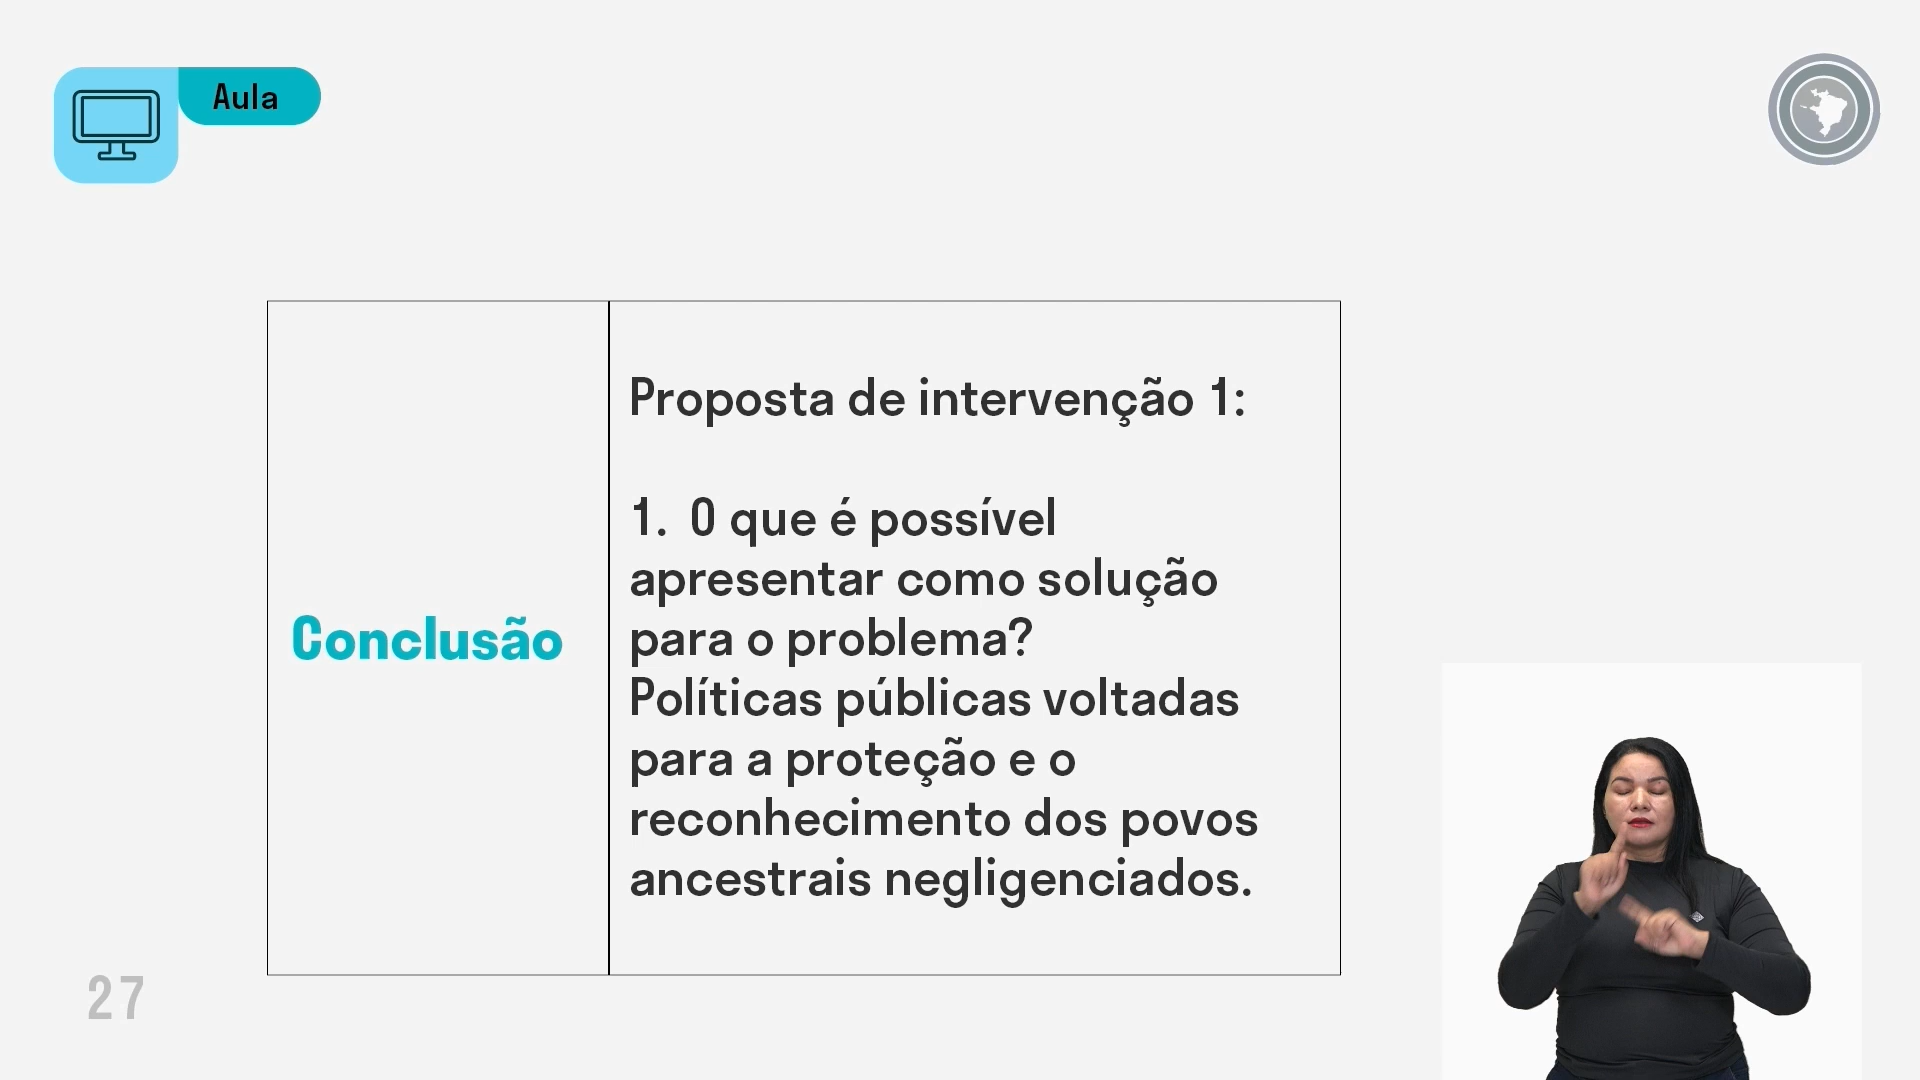 Aula
Proposta de intervenção 1:
1. O que é possível
apresentar como solução
para o problema?
Políticas públicas voltadas
para a proteção e o
reconhecimento dos povos
ancestrais negligenciados.
Conclusão
27